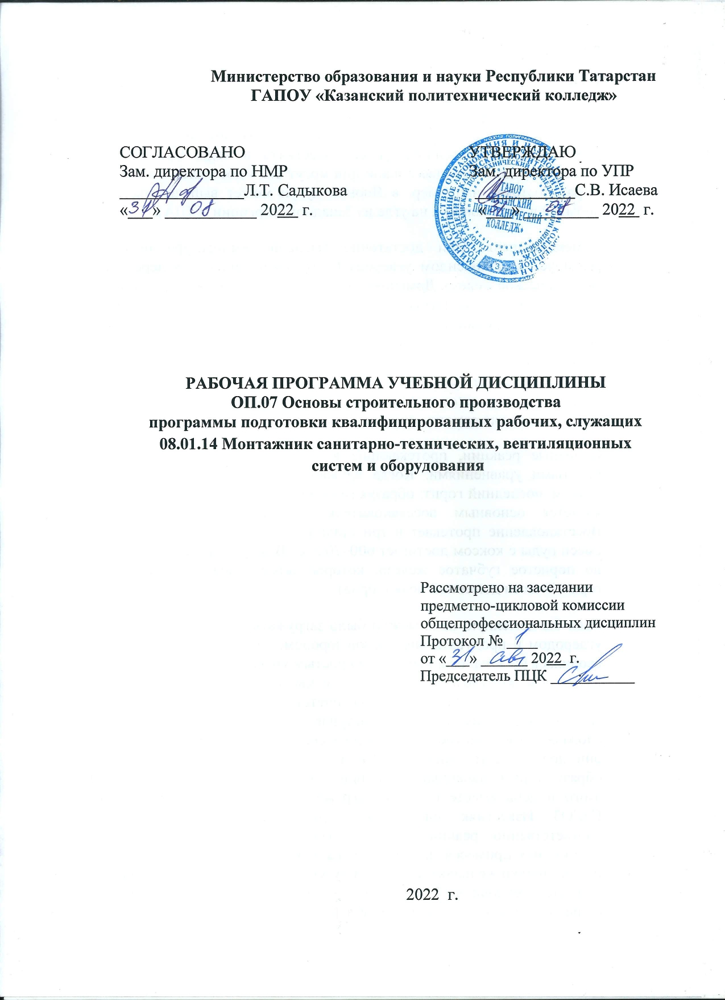 Министерство образования и науки Республики Татарстан
ГАПОУ «Казанский политехнический колледж»
СОГЛАСОВАНО
Зам. директора по НМР
Л.Т. Садыкова
«31» 08 2022 г.
УТВЕРЖДАЮ
Зам. директора по УПР
С.В. Исаева
«31» 08 2022 г.
ГАПОУ
«КАЗАНСКИЙ
ПОЛИТЕХНИЧЕСКИЙ
КОЛЛЕДЖ»
РАБОЧАЯ ПРОГРАММА УЧЕБНОЙ ДИСЦИПЛИНЫ
ОП.07 Основы строительного производства
программы подготовки квалифицированных рабочих, служащих
08.01.14 Монтажник санитарно-технических, вентиляционных
систем и оборудования
Рассмотрено на заседании
предметно-цикловой комиссии
общепрофессиональных дисциплин
Протокол № 1
от «31» авг 2022 г.
Председатель ПЦК
2022 г.